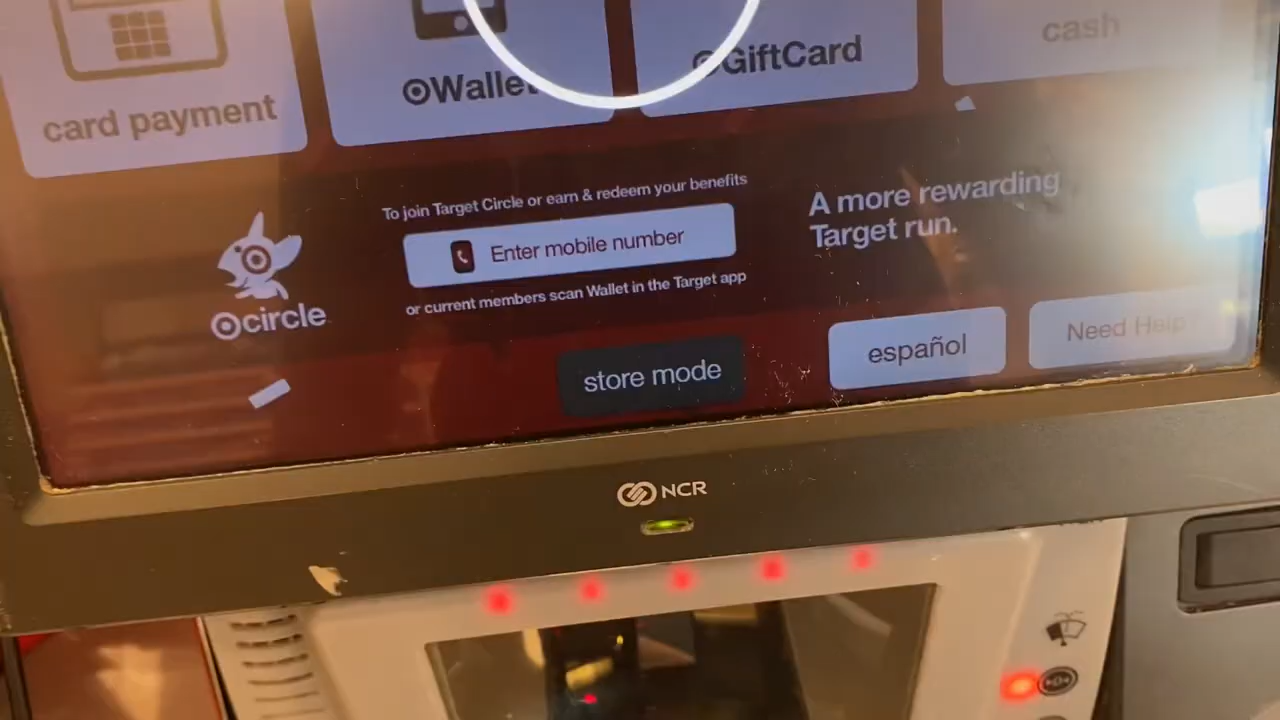 card payment
Wallet
GiftCard
cash
To join Target Circle or earn & redeem your benefits
Enter mobile number
or current members scan Wallet in the Target app
circle
A more rewarding
Target run.
store mode
español
Need Help?
NCR